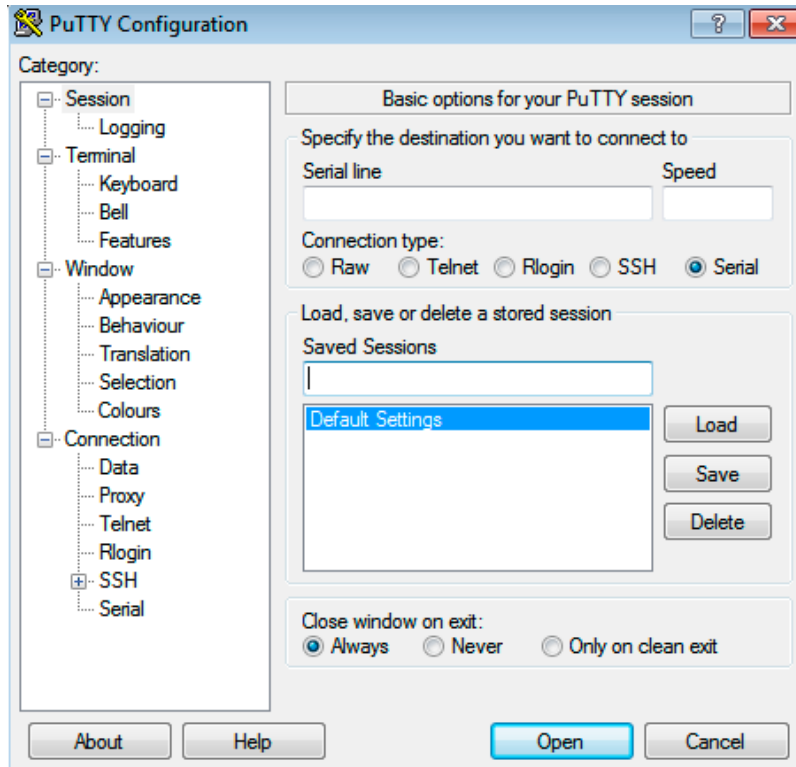 PuTTY Configuration
Category:
Session
Logging
Terminal
Keyboard
Bell
Features
Window
Appearance
Behaviour
Translation
Selection
Colours
Connection
Data
Proxy
Telnet
Rlogin
SSH
Serial
Basic options for your PuTTY session
Specify the destination you want to connect to
Serial line Speed
Connection type:
Raw Telnet Rlogin SSH Serial
Load, save or delete a stored session
Saved Sessions
Default Settings
Load
Save
Delete
Close window on exit:
Always Never Only on clean exit
About Help Open Cancel